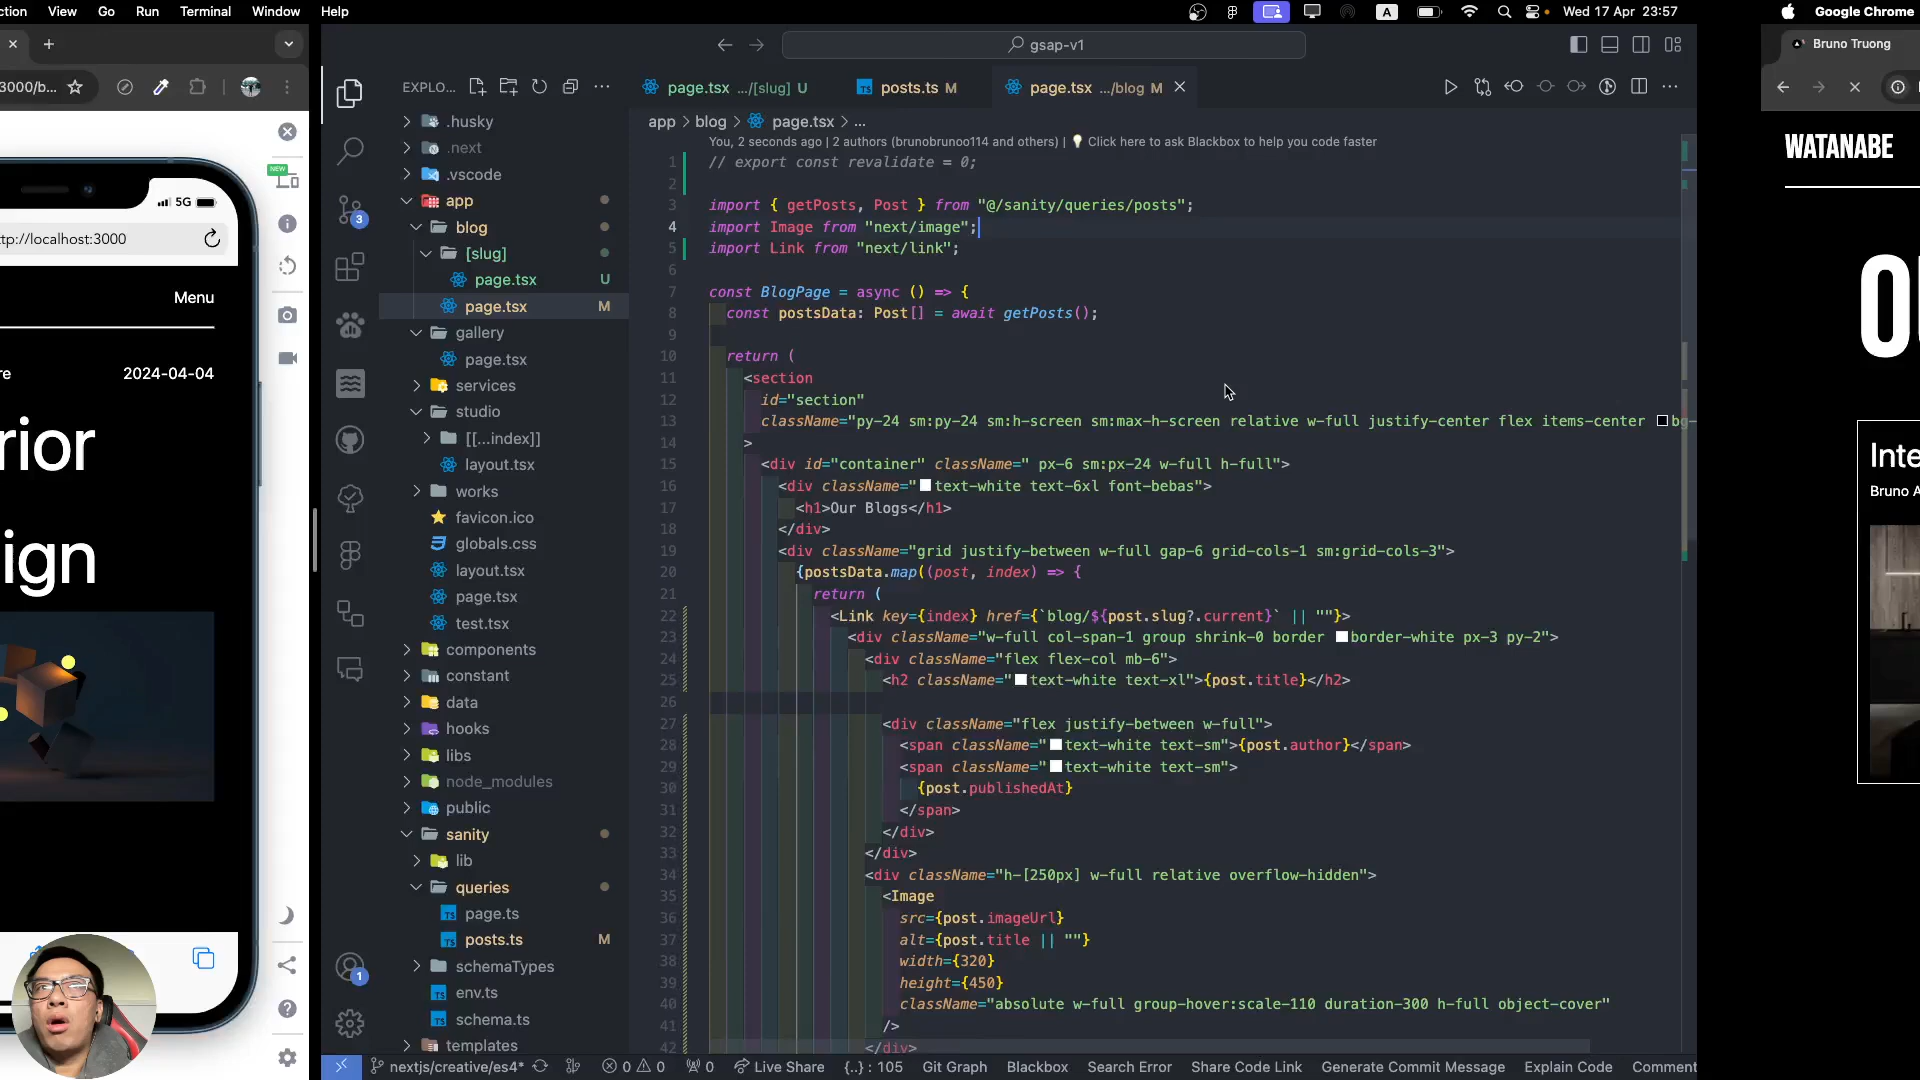 ction View Go Run Terminal Window Help
A Wed 17 Apr 23:57
Google Chrome
3000/b...
NEW
5G
tp://localhost:3000
Menu
re 2024-04-04
rior
ign
gsap-v1
EXPLO...
.husky
.next
.vscode
app
blog
[slug]
page.tsx U
page.tsx M
gallery
page.tsx
services
studio
[[...index]]
layout.tsx
works
favicon.ico
globals.css
layout.tsx
page.tsx
test.tsx
components
constant
data
hooks
libs
node_modules
public
sanity
lib
queries
page.ts
posts.ts M
schemaTypes
env.ts
schema.ts
templates
3
1
page.tsx .../[slug] U posts.ts M page.tsx .../blog M
app > blog > page.tsx > ...
You, 2 seconds ago | 2 authors (brunobrunoo114 and others) | Click here to ask Blackbox to help you code faster
1 // export const revalidate = 0;
2
3 import { getPosts, Post } from "@/sanity/queries/posts";
4 import Image from "next/image";
5 import Link from "next/link";
6
7 const BlogPage = async () => {
8 const postsData: Post[] = await getPosts();
9
10 return (
11 <section
12 id="section"
13 className="py-24 sm:py-24 sm:h-screen sm:max-h-screen relative w-full justify-center flex items-center bg-
14 >
15 <div id="container" className=" px-6 sm:px-24 w-full h-full">
16 <div className="text-white text-6xl font-bebas">
17 <h1>Our Blogs</h1>
18 </div>
19 <div className="grid justify-between w-full gap-6 grid-cols-1 sm:grid-cols-3">
20 {postsData.map((post, index) => {
21 return (
22 <Link key={index} href={`blog/${post.slug?.current}` || ""}>
23 <div className="w-full col-span-1 group shrink-0 border border-white px-3 py-2">
24 <div className="flex flex-col mb-6">
25 <h2 className="text-white text-xl">{post.title}</h2>
26
27 <div className="flex justify-between w-full">
28 <span className="text-white text-sm">{post.author}</span>
29 <span className="text-white text-sm">
30 {post.publishedAt}
31 </span>
32 </div>
33 </div>
34 <div className="h-[250px] w-full relative overflow-hidden">
35 <Image
36 src={post.imageUrl}
37 alt={post.title || ""}
38 width={320}
39 height={450}
40 className="absolute w-full group-hover:scale-110 duration-300 h-full object-cover"
41 />
42 </div>
nextjs/creative/es4* 0 0 0 Live Share {..} : 105 Git Graph Blackbox Search Error Share Code Link Generate Commit Message Explain Code Comment
Bruno Truong
WATANABE
Inte
Bruno A